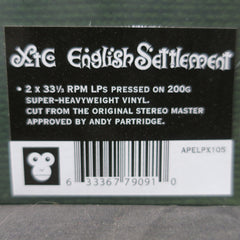 XTC English Settlement
• 2 x 33⅓ RPM LPs PRESSED ON 200G
SUPER-HEAVYWEIGHT VINYL.
CUT FROM THE ORIGINAL STEREO MASTER
APPROVED BY ANDY PARTRIDGE.
APELPX105
6 33367 79091 0